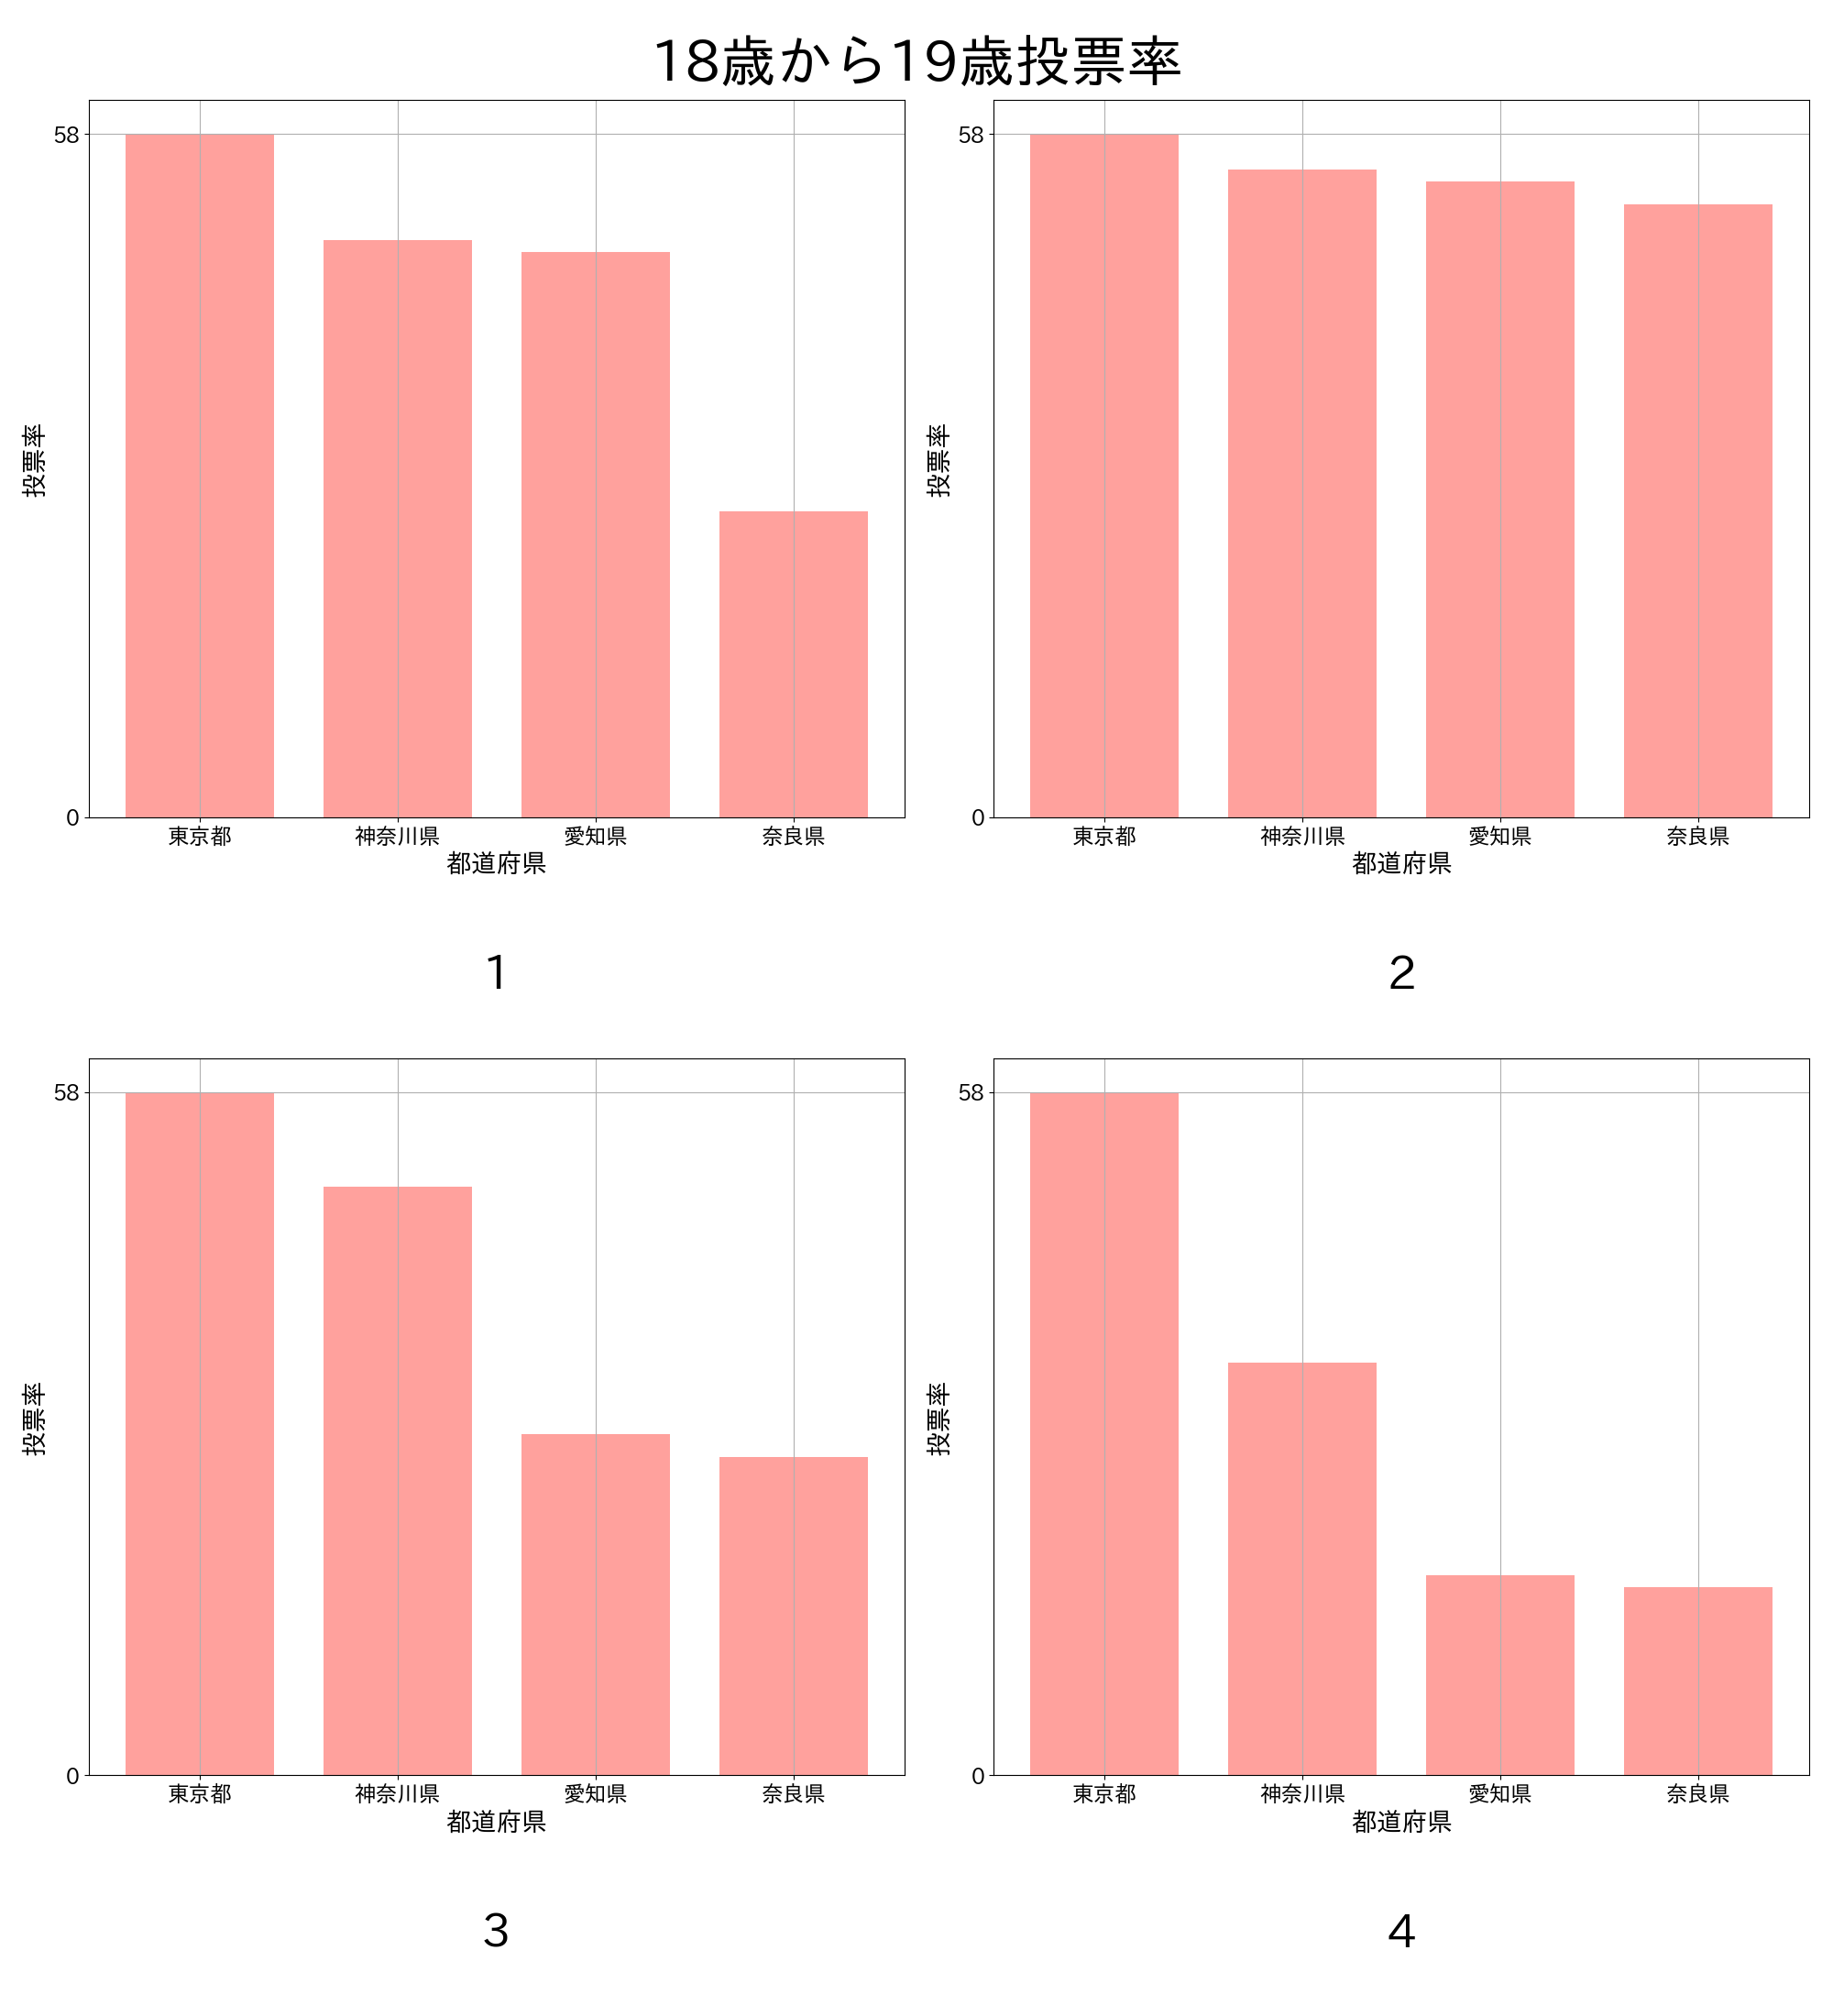 18歳から19歳投票率
58
0
投票率
東京都 神奈川県 愛知県 奈良県
都道府県
1
58
0
投票率
東京都 神奈川県 愛知県 奈良県
都道府県
2
58
0
投票率
東京都 神奈川県 愛知県 奈良県
都道府県
3
58
0
投票率
東京都 神奈川県 愛知県 奈良県
都道府県
4